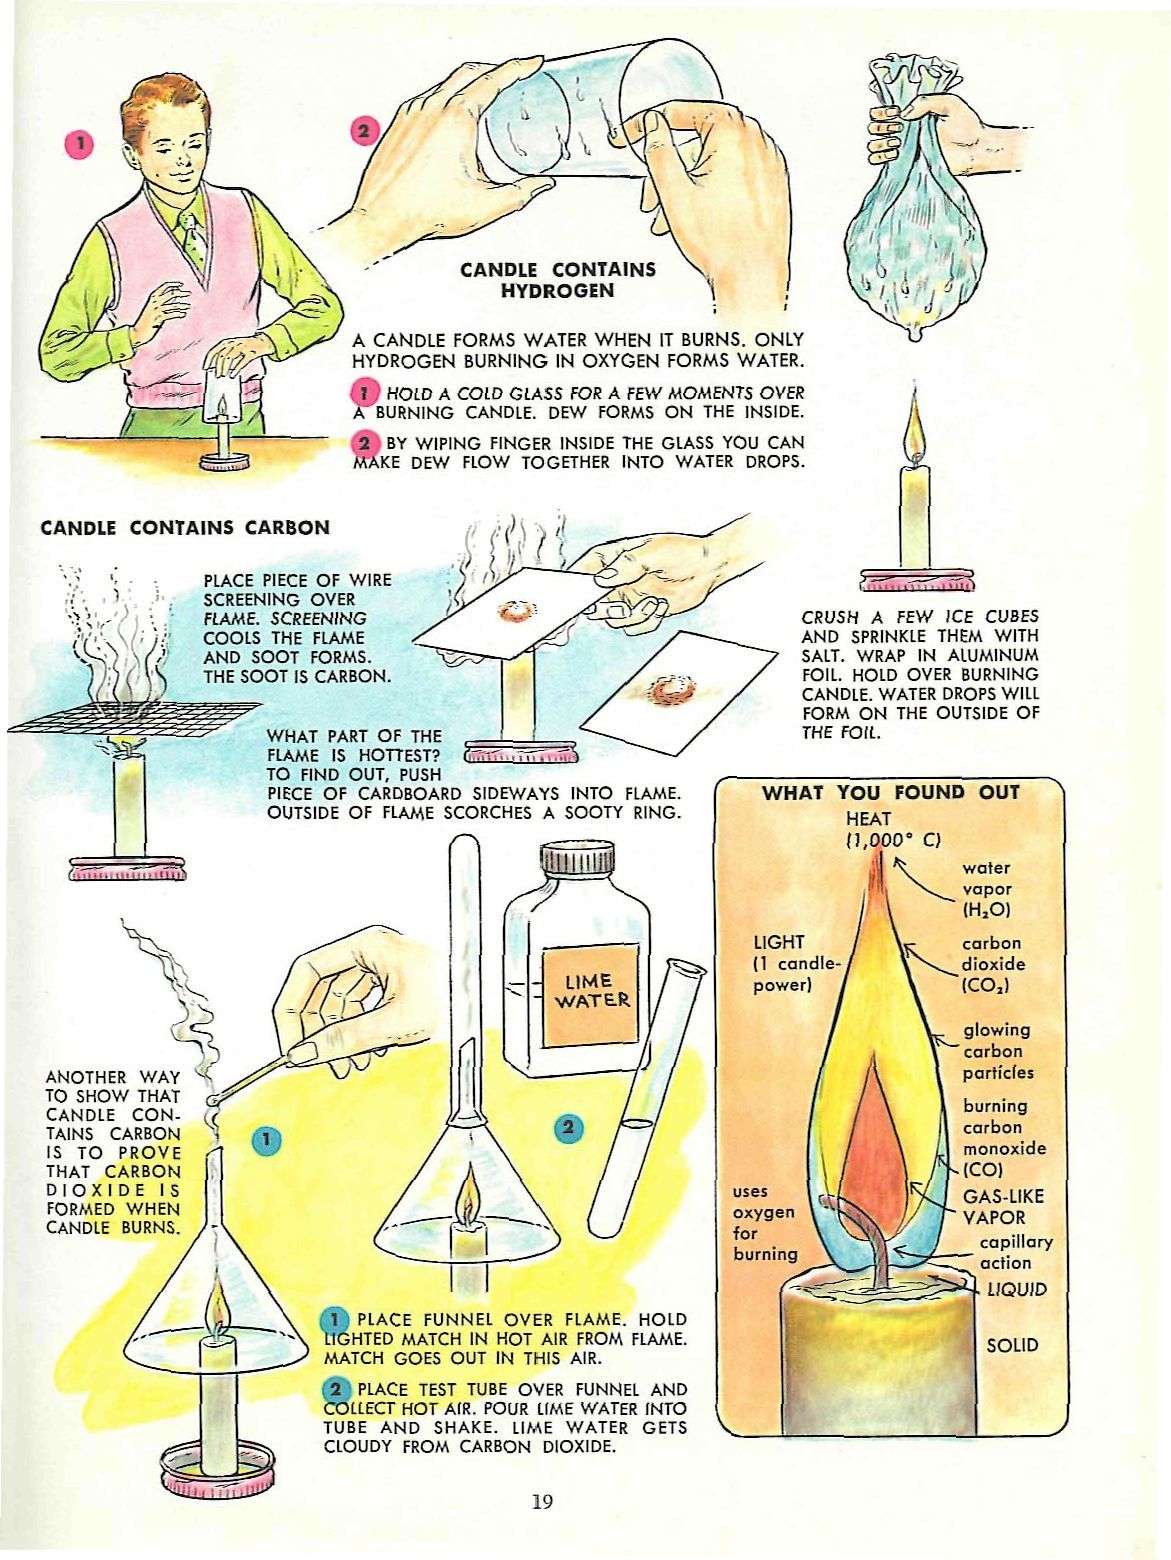 1
2
CANDLE CONTAINS
HYDROGEN
A CANDLE FORMS WATER WHEN IT BURNS. ONLY
HYDROGEN BURNING IN OXYGEN FORMS WATER.
1 HOLD A COLD GLASS FOR A FEW MOMENTS OVER
A BURNING CANDLE. DEW FORMS ON THE INSIDE.
2 BY WIPING FINGER INSIDE THE GLASS YOU CAN
MAKE DEW FLOW TOGETHER INTO WATER DROPS.
CRUSH A FEW ICE CUBES
AND SPRINKLE THEM WITH
SALT. WRAP IN ALUMINUM
FOIL. HOLD OVER BURNING
CANDLE. WATER DROPS WILL
FORM ON THE OUTSIDE OF
THE FOIL.
CANDLE CONTAINS CARBON
PLACE PIECE OF WIRE
SCREENING OVER
FLAME. SCREENING
COOLS THE FLAME
AND SOOT FORMS.
THE SOOT IS CARBON.
WHAT PART OF THE
FLAME IS HOTTEST?
TO FIND OUT, PUSH
PIECE OF CARDBOARD SIDEWAYS INTO FLAME.
OUTSIDE OF FLAME SCORCHES A SOOTY RING.
LIME
WATER
ANOTHER WAY
TO SHOW THAT
CANDLE CON-
TAINS CARBON
IS TO PROVE
THAT CARBON
DIOXIDE IS
FORMED WHEN
CANDLE BURNS.
1
2
1 PLACE FUNNEL OVER FLAME. HOLD
LIGHTED MATCH IN HOT AIR FROM FLAME.
MATCH GOES OUT IN THIS AIR.
2 PLACE TEST TUBE OVER FUNNEL AND
COLLECT HOT AIR. POUR LIME WATER INTO
TUBE AND SHAKE. LIME WATER GETS
CLOUDY FROM CARBON DIOXIDE.
WHAT YOU FOUND OUT
HEAT
(1,000° C)
water
vapor
(H₂O)
LIGHT
(1 candle-
power)
carbon
dioxide
(CO₂)
glowing
carbon
particles
burning
carbon
monoxide
(CO)
uses
oxygen
for
burning
GAS-LIKE
VAPOR
capillary
action
LIQUID
SOLID
19